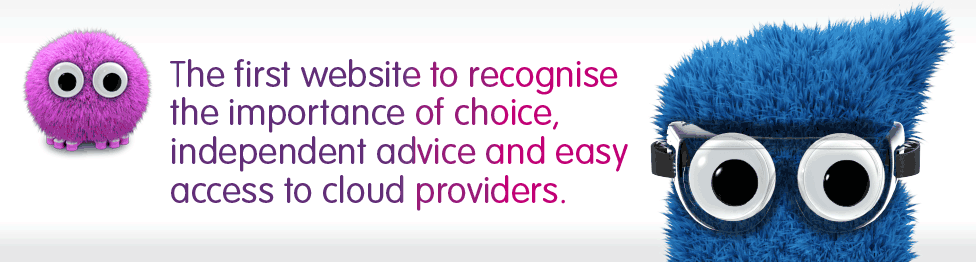 The first website to recognise
the importance of choice,
independent advice and easy
access to cloud providers.